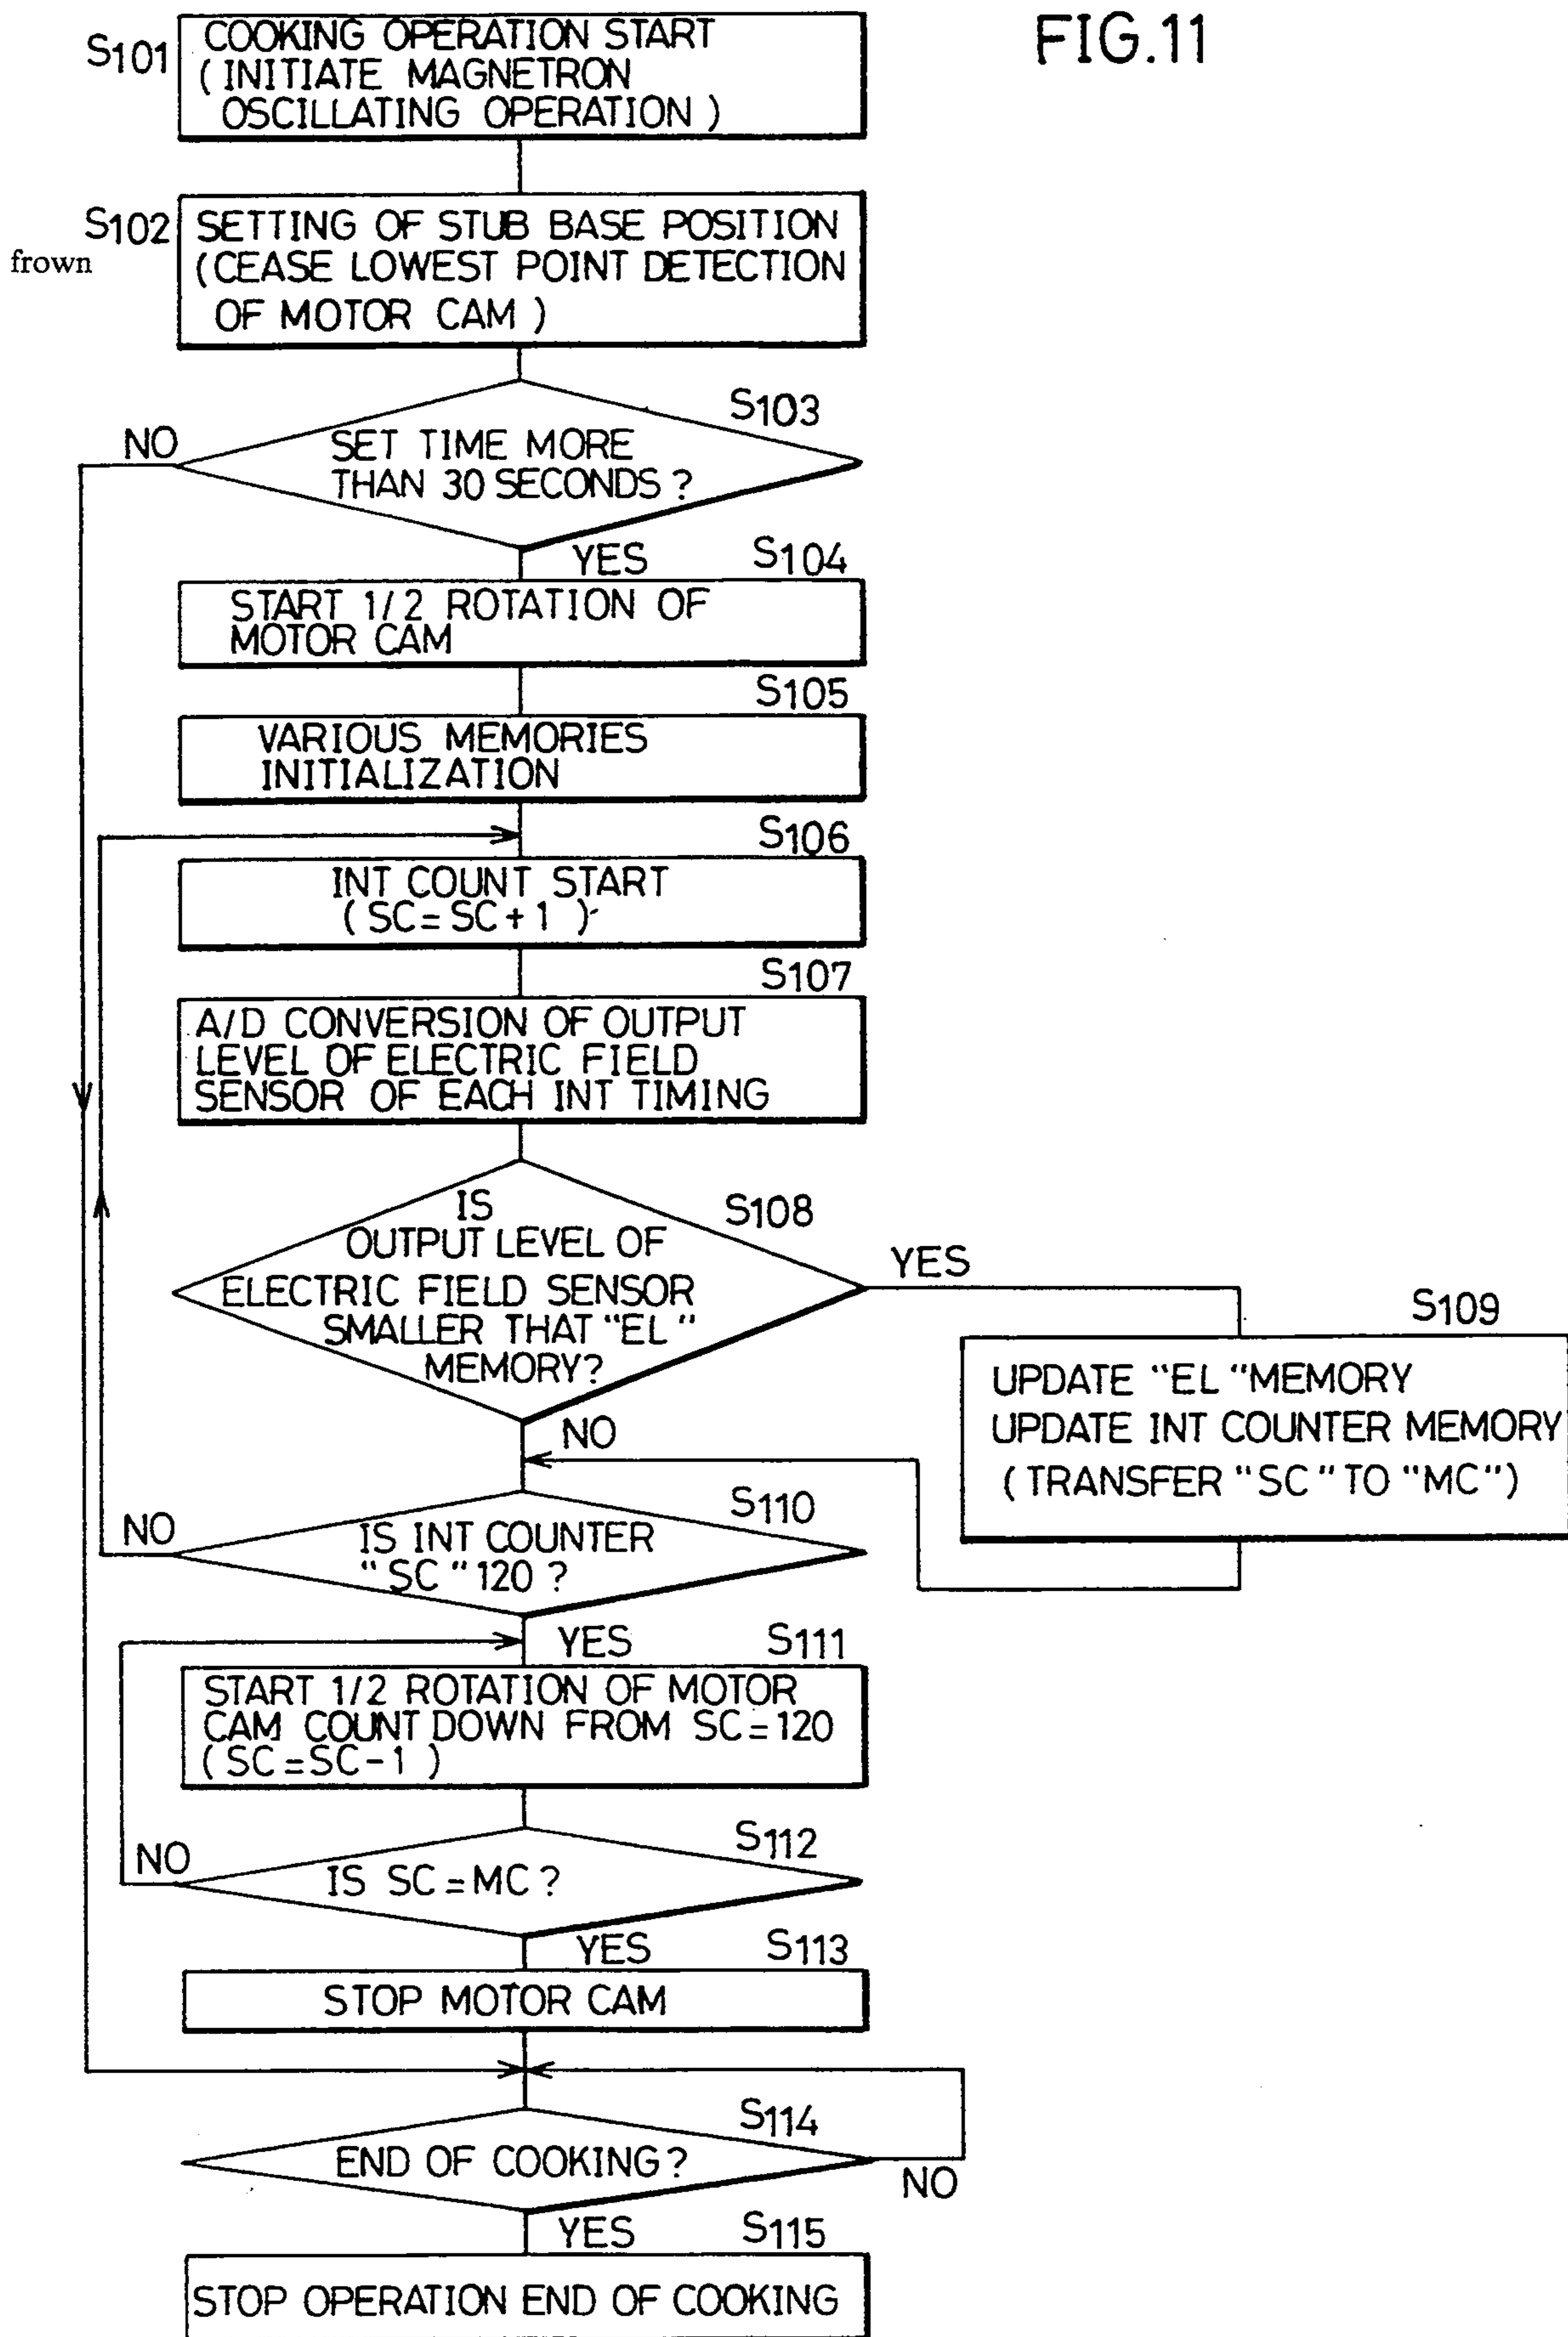 FIG.11
S101
COOKING OPERATION START
(INITIATE MAGNETRON
OSCILLATING OPERATION)
S102
frown
SETTING OF STUB BASE POSITION
(CEASE LOWEST POINT DETECTION
OF MOTOR CAM)
S103
NO
SET TIME MORE
THAN 30 SECONDS?
YES
S104
START 1/2 ROTATION OF
MOTOR CAM
S105
VARIOUS MEMORIES
INITIALIZATION
S106
INT COUNT START
(SC=SC+1)
S107
A/D CONVERSION OF OUTPUT
LEVEL OF ELECTRIC FIELD
SENSOR OF EACH INT TIMING
S108
IS
OUTPUT LEVEL OF
ELECTRIC FIELD SENSOR
SMALLER THAT "EL"
MEMORY?
YES
S109
UPDATE "EL" MEMORY
UPDATE INT COUNTER MEMORY
(TRANSFER "SC" TO "MC")
NO
S110
NO
IS INT COUNTER
"SC" 120?
YES
S111
START 1/2 ROTATION OF MOTOR
CAM COUNT DOWN FROM SC=120
(SC=SC-1)
S112
NO
IS SC=MC?
YES
S113
STOP MOTOR CAM
S114
END OF COOKING?
NO
YES
S115
STOP OPERATION END OF COOKING